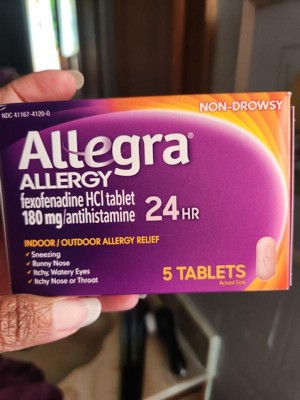 NDC 41167-4120-0
NON-DROWSY
Allegra®
ALLERGY
fexofenadine HCl tablet
180 mg/antihistamine
24 HR
INDOOR / OUTDOOR ALLERGY RELIEF
✓ Sneezing
✓ Runny Nose
✓ Itchy, Watery Eyes
✓ Itchy Nose or Throat
5 TABLETS
Actual Size